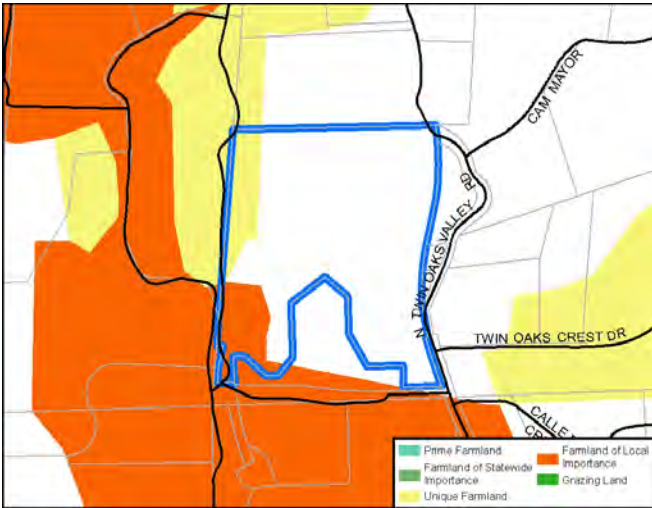 CAM MAYOR
N TWIN OAKS VALLEY RD
TWIN OAKS CREST DR
CALLE
CR
Prime Farmland
Farmland of Statewide
Importance
Unique Farmland
Farmland of Local
Importance
Grazing Land